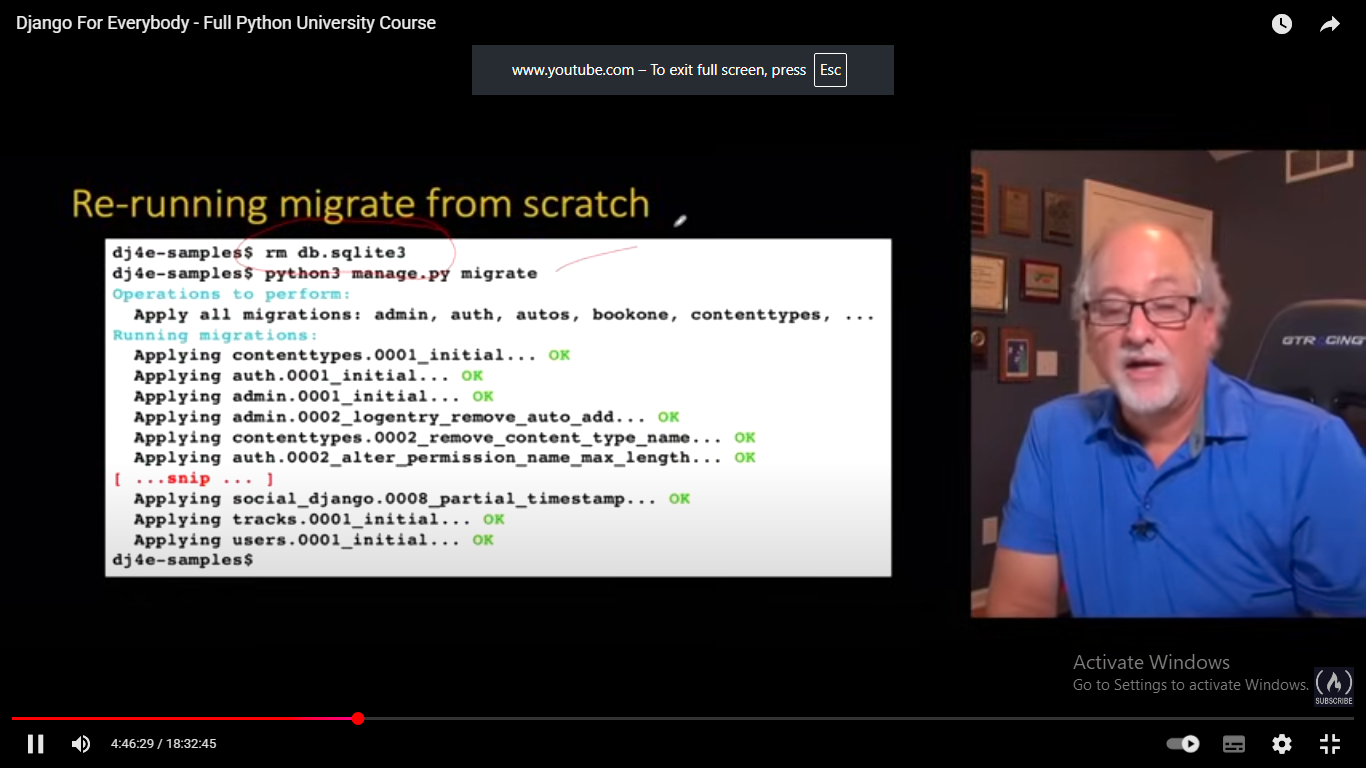 Django For Everybody - Full Python University Course
www.youtube.com – To exit full screen, press Esc
Re-running migrate from scratch
dj4e-samples$ rm db.sqlite3
dj4e-samples$ python3 manage.py migrate
Operations to perform:
Apply all migrations: admin, auth, autos, bookone, contenttypes, ...
Running migrations:
Applying contenttypes.0001_initial... OK
Applying auth.0001_initial... OK
Applying admin.0001_initial... OK
Applying admin.0002_logentry_remove_auto_add... OK
Applying contenttypes.0002_remove_content_type_name... OK
Applying auth.0002_alter_permission_name_max_length... OK
[ ...snip ... ]
Applying social_django.0008_partial_timestamp... OK
Applying tracks.0001_initial... OK
Applying users.0001_initial... OK
dj4e-samples$
GTRACING
Activate Windows
Go to Settings to activate Windows.
SUBSCRIBE
4:46:29 / 18:32:45